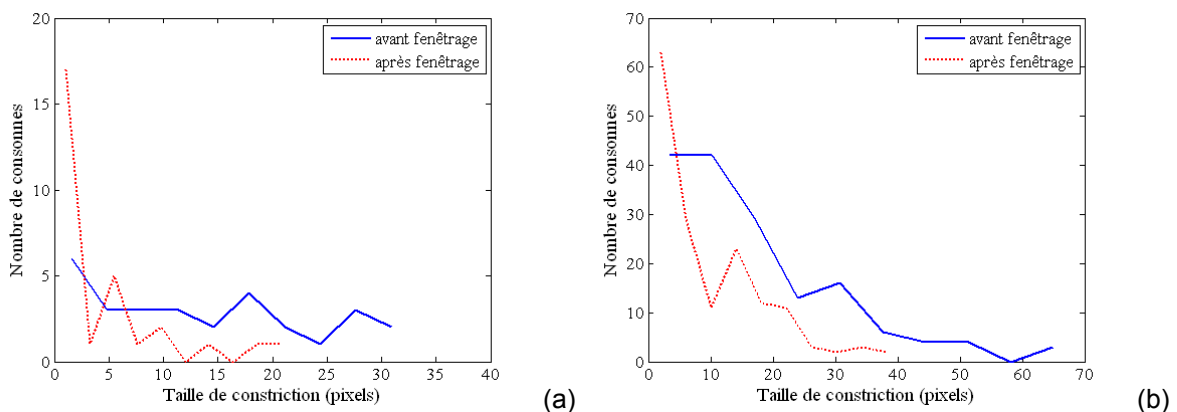 20
15
10
5
0
0 5 10 15 20 25 30 35 40
Nombre de consonnes
Taille de constriction (pixels)
avant fenêtrage
après fenêtrage
(a)
70
60
50
40
30
20
10
0
0 10 20 30 40 50 60 70
Nombre de consonnes
Taille de constriction (pixels)
avant fenêtrage
après fenêtrage
(b)